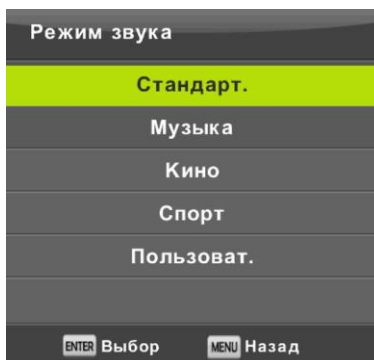 Режим звука
Стандарт.
Музыка
Кино
Спорт
Пользоват.
ENTER Выбор MENU Назад